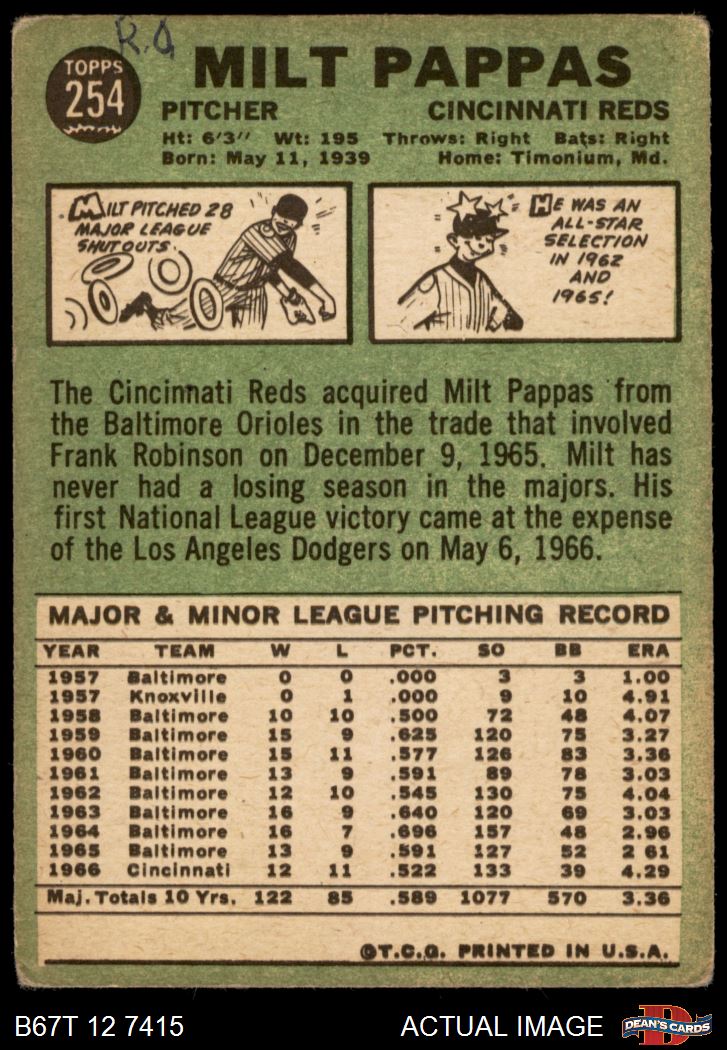 R.A
TOPPS
254
MILT PAPPAS
PITCHER CINCINNATI REDS
Ht: 6'3" Wt: 195 Throws: Right Bats: Right
Born: May 11, 1939 Home: Timonium, Md.
MILT PITCHED 28
MAJOR LEAGUE
SHUTOUTS.
HE WAS AN
ALL-STAR
SELECTION
IN 1962
AND
1965!
The Cincinnati Reds acquired Milt Pappas from
the Baltimore Orioles in the trade that involved
Frank Robinson on December 9, 1965. Milt has
never had a losing season in the majors. His
first National League victory came at the expense
of the Los Angeles Dodgers on May 6, 1966.
MAJOR & MINOR LEAGUE PITCHING RECORD
YEAR TEAM W L PCT. SO BB ERA
1957 Baltimore 0 0 .000 3 3 1.00
1957 Knoxville 0 1 .000 9 10 4.91
1958 Baltimore 10 10 .500 72 48 4.07
1959 Baltimore 15 9 .625 120 75 3.27
1960 Baltimore 15 11 .577 126 83 3.36
1961 Baltimore 13 9 .591 89 78 3.03
1962 Baltimore 12 10 .545 130 75 4.04
1963 Baltimore 16 9 .640 120 69 3.03
1964 Baltimore 16 7 .696 157 48 2.96
1965 Baltimore 13 9 .591 127 52 2 61
1966 Cincinnati 12 11 .522 133 39 4.29
Maj. Totals 10 Yrs. 122 85 .589 1077 570 3.36
©T.C.G. PRINTED IN U.S.A.
B67T 12 7415 ACTUAL IMAGE
D
DEAN'S CARDS